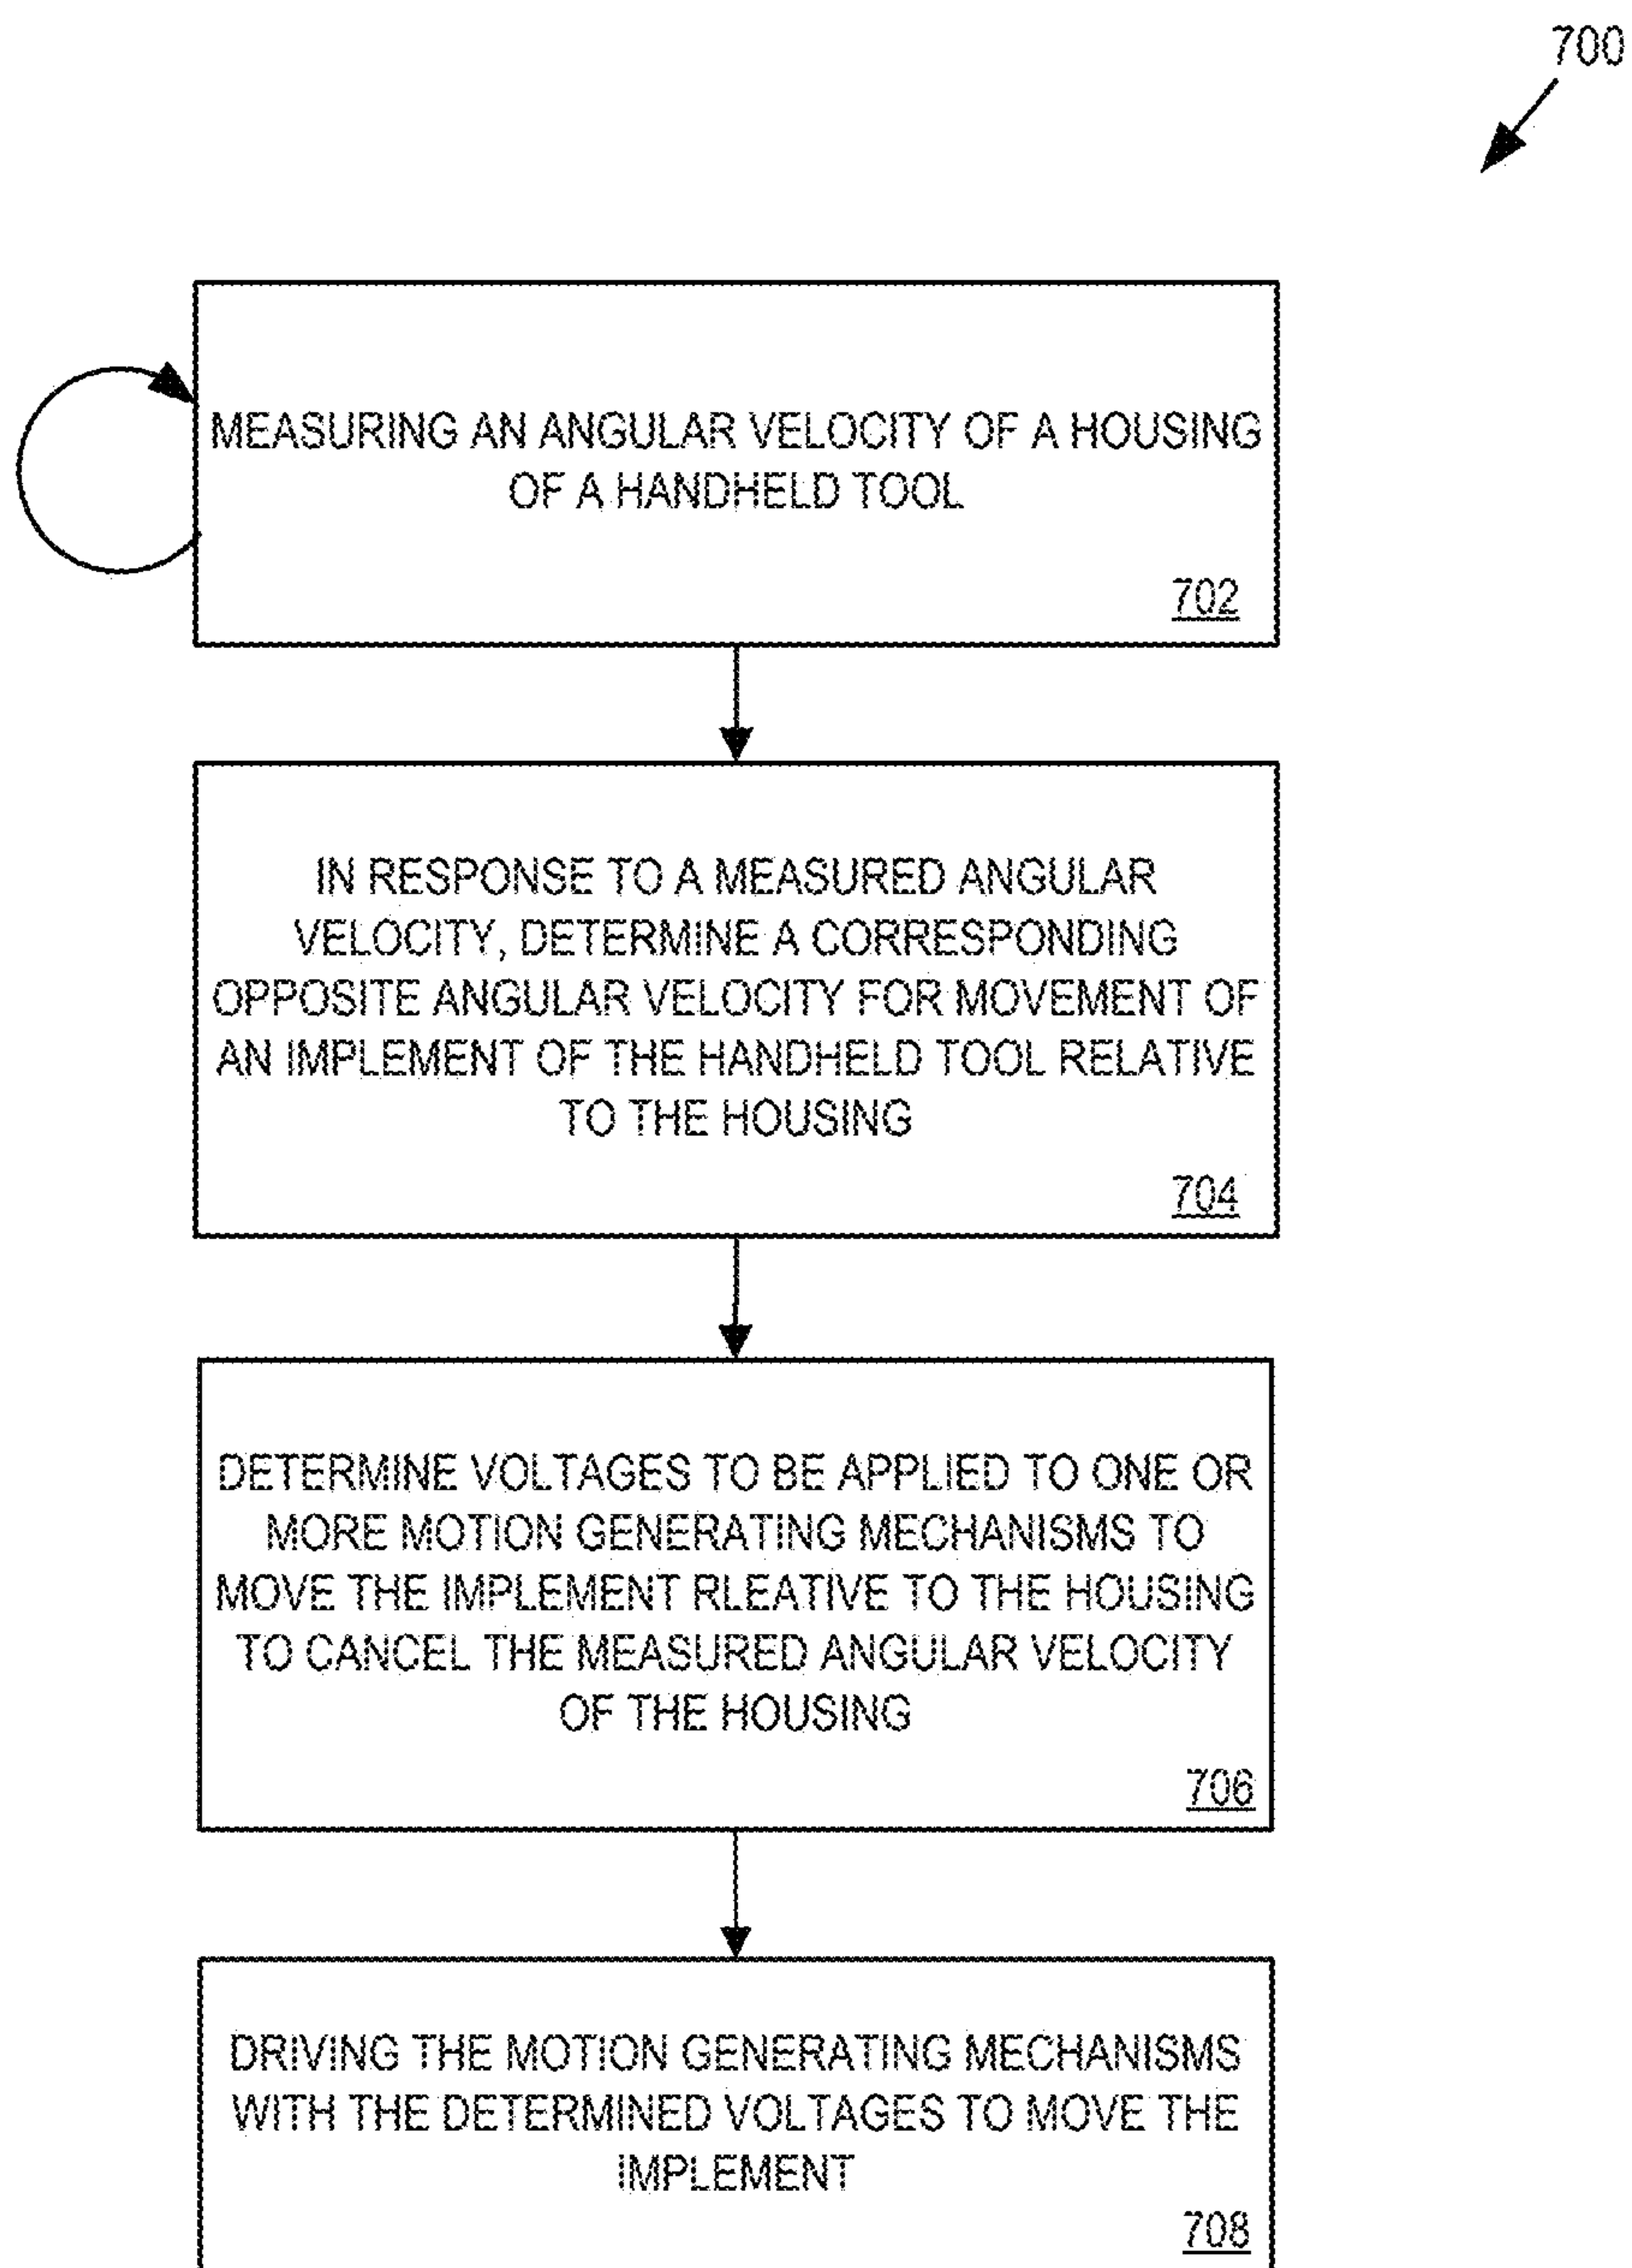 700
MEASURING AN ANGULAR VELOCITY OF A HOUSING
OF A HANDHELD TOOL
702
IN RESPONSE TO A MEASURED ANGULAR
VELOCITY, DETERMINE A CORRESPONDING
OPPOSITE ANGULAR VELOCITY FOR MOVEMENT OF
AN IMPLEMENT OF THE HANDHELD TOOL RELATIVE
TO THE HOUSING
704
DETERMINE VOLTAGES TO BE APPLIED TO ONE OR
MORE MOTION GENERATING MECHANISMS TO
MOVE THE IMPLEMENT RLEATIVE TO THE HOUSING
TO CANCEL THE MEASURED ANGULAR VELOCITY
OF THE HOUSING
706
DRIVING THE MOTION GENERATING MECHANISMS
WITH THE DETERMINED VOLTAGES TO MOVE THE
IMPLEMENT
708